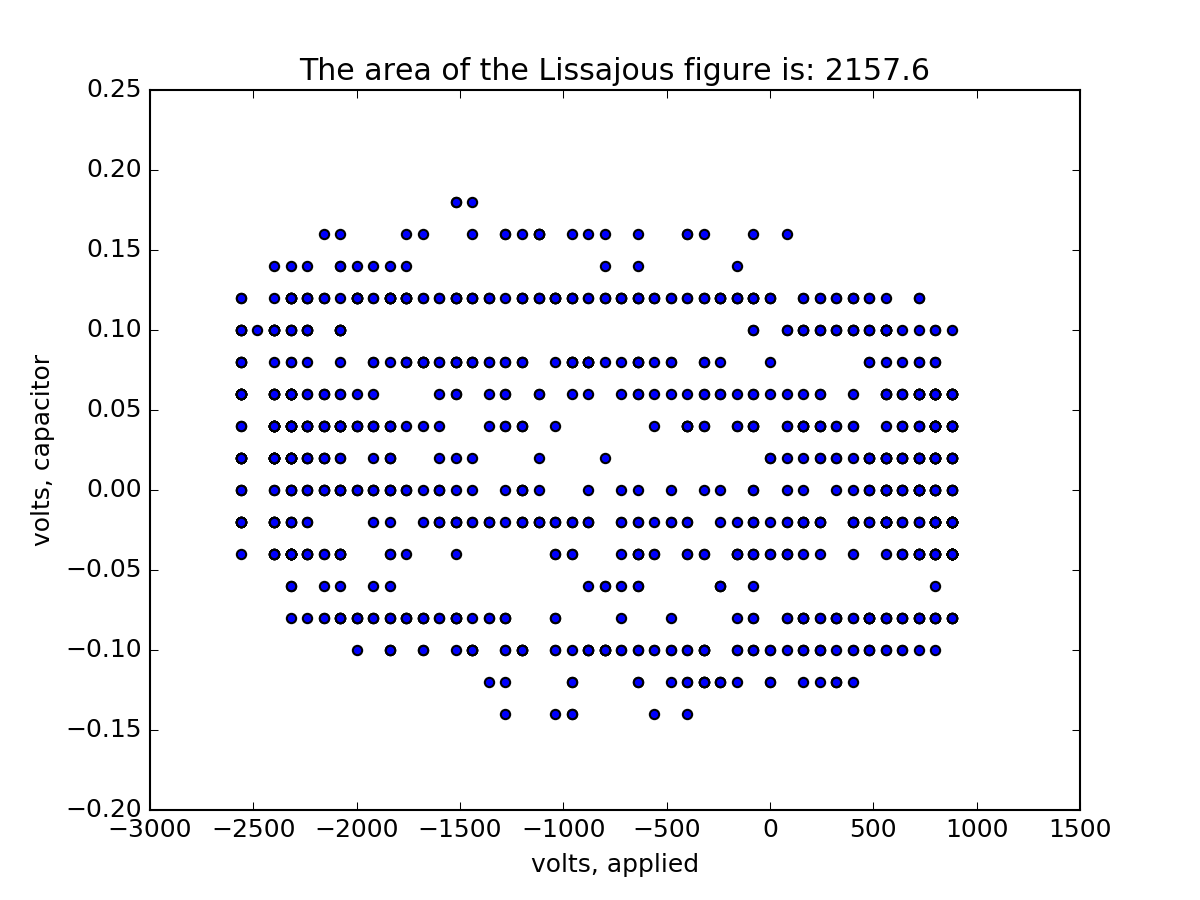 The area of the Lissajous figure is: 2157.6
0.25
0.20
0.15
0.10
0.05
0.00
−0.05
−0.10
−0.15
−0.20
volts, capacitor
−3000 −2500 −2000 −1500 −1000 −500 0 500 1000 1500
volts, applied